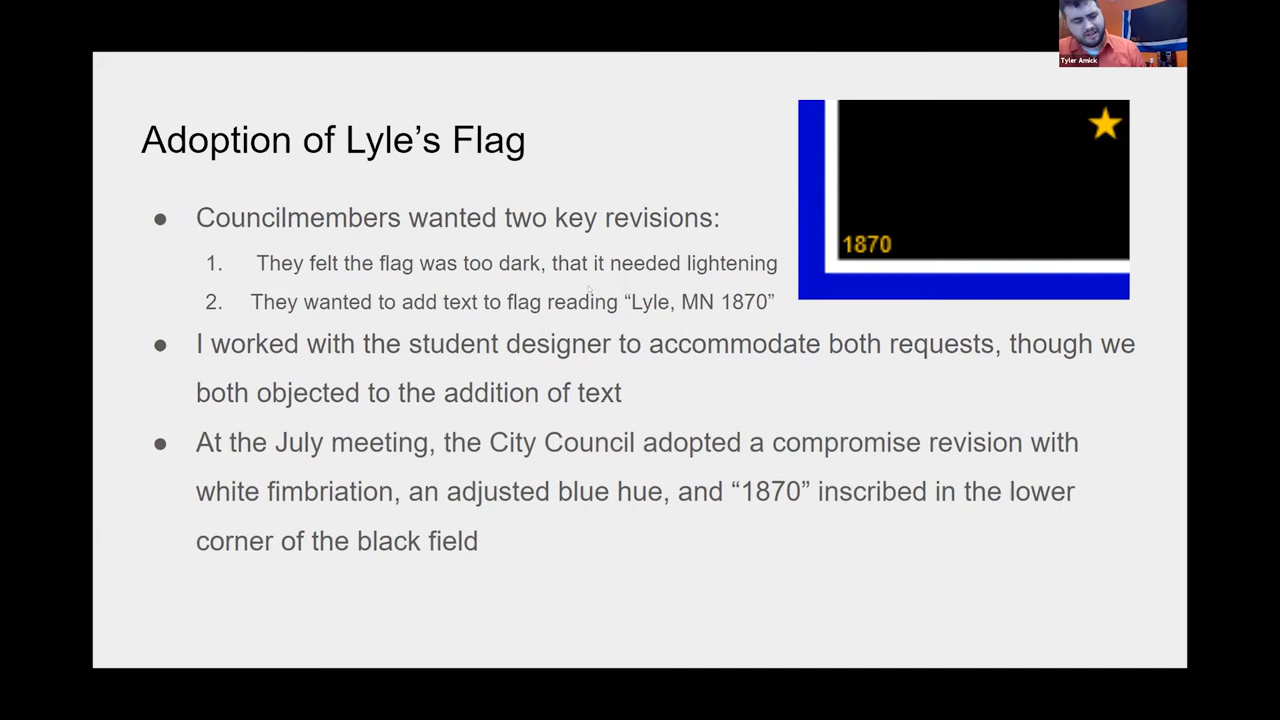 Tyler Amick
Adoption of Lyle’s Flag
1870
● Councilmembers wanted two key revisions:
1. They felt the flag was too dark, that it needed lightening
2. They wanted to add text to flag reading “Lyle, MN 1870”
● I worked with the student designer to accommodate both requests, though we
both objected to the addition of text
● At the July meeting, the City Council adopted a compromise revision with
white fimbriation, an adjusted blue hue, and “1870” inscribed in the lower
corner of the black field